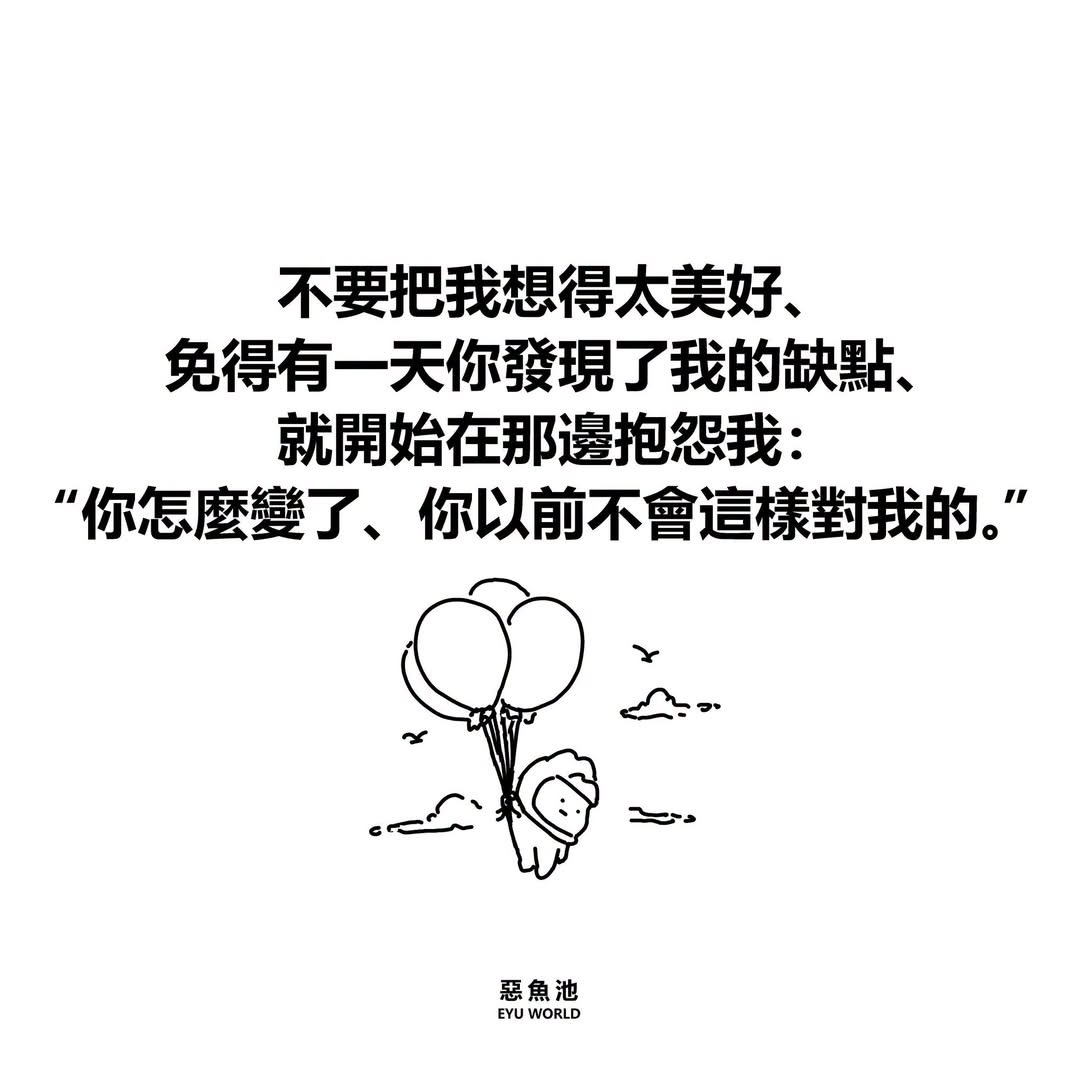 不要把我想得太美好、
免得有一天你發現了我的缺點、
就開始在那邊抱怨我：
“你怎麼變了、你以前不會這樣對我的。”
惡魚池
EYU WORLD